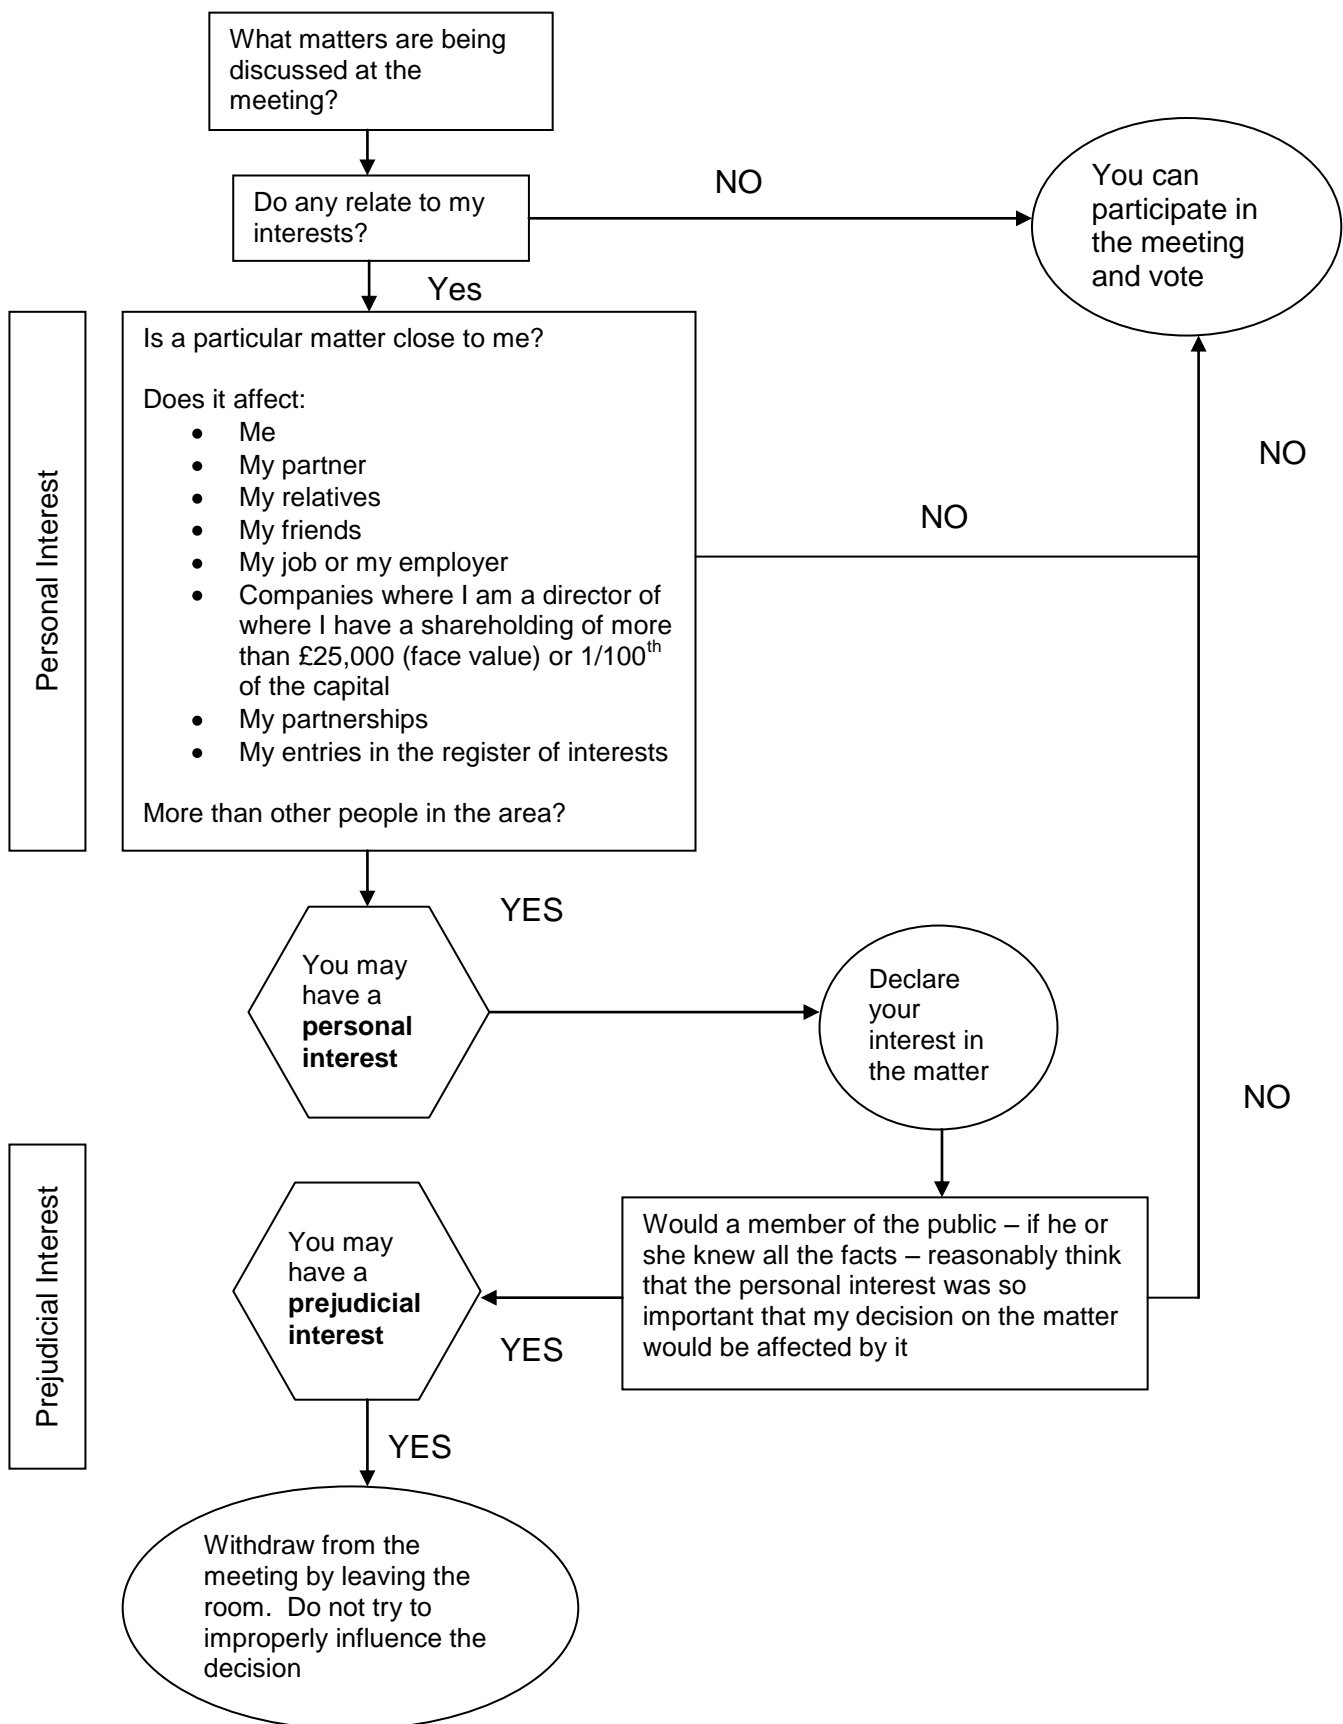 What matters are being
discussed at the
meeting?
Do any relate to my
interests?
NO
You can
participate in
the meeting
and vote
Yes
Personal Interest
Is a particular matter close to me?
Does it affect:
• Me
• My partner
• My relatives
• My friends
• My job or my employer
• Companies where I am a director of
where I have a shareholding of more
than £25,000 (face value) or 1/100th
of the capital
• My partnerships
• My entries in the register of interests
More than other people in the area?
NO
NO
YES
You may
have a
personal
interest
Declare
your
interest in
the matter
NO
Prejudicial Interest
Would a member of the public – if he or
she knew all the facts – reasonably think
that the personal interest was so
important that my decision on the matter
would be affected by it
YES
You may
have a
prejudicial
interest
YES
Withdraw from the
meeting by leaving the
room.  Do not try to
improperly influence the
decision